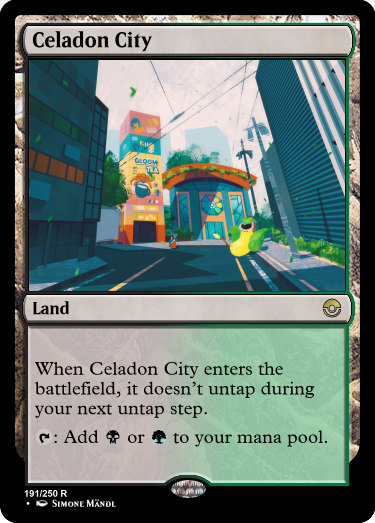 Celadon City
GLOOM
TEA
Land
When Celadon City enters the
battlefield, it doesn't untap during
your next untap step.
: Add or to your mana pool.
191/250 R
• SIMONE MÄNDL